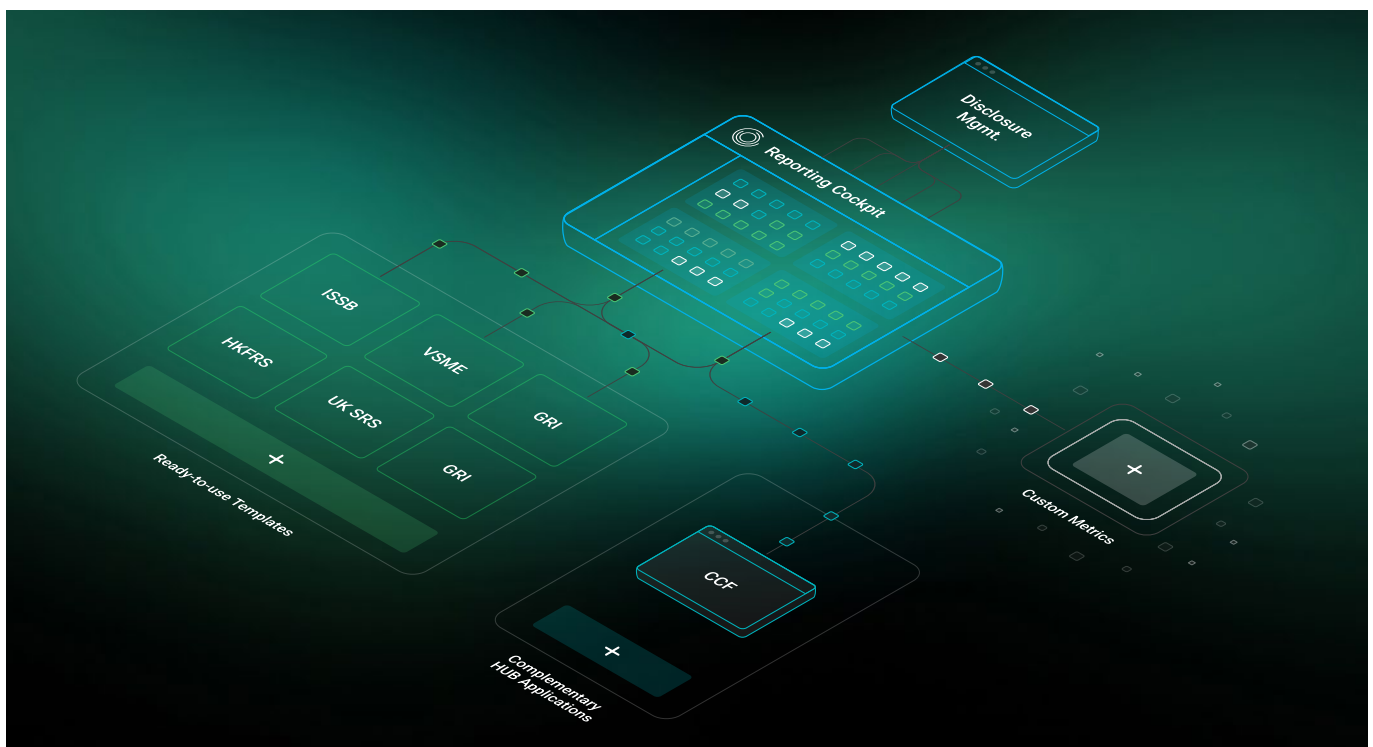 Disclosure
Mgmt.
Reporting Cockpit
ISSB
HKFRS
VSME
UK SRS
GRI
GRI
+
Ready-to-use Templates
+
Custom Metrics
CCF
+
Complementary
HUB Applications